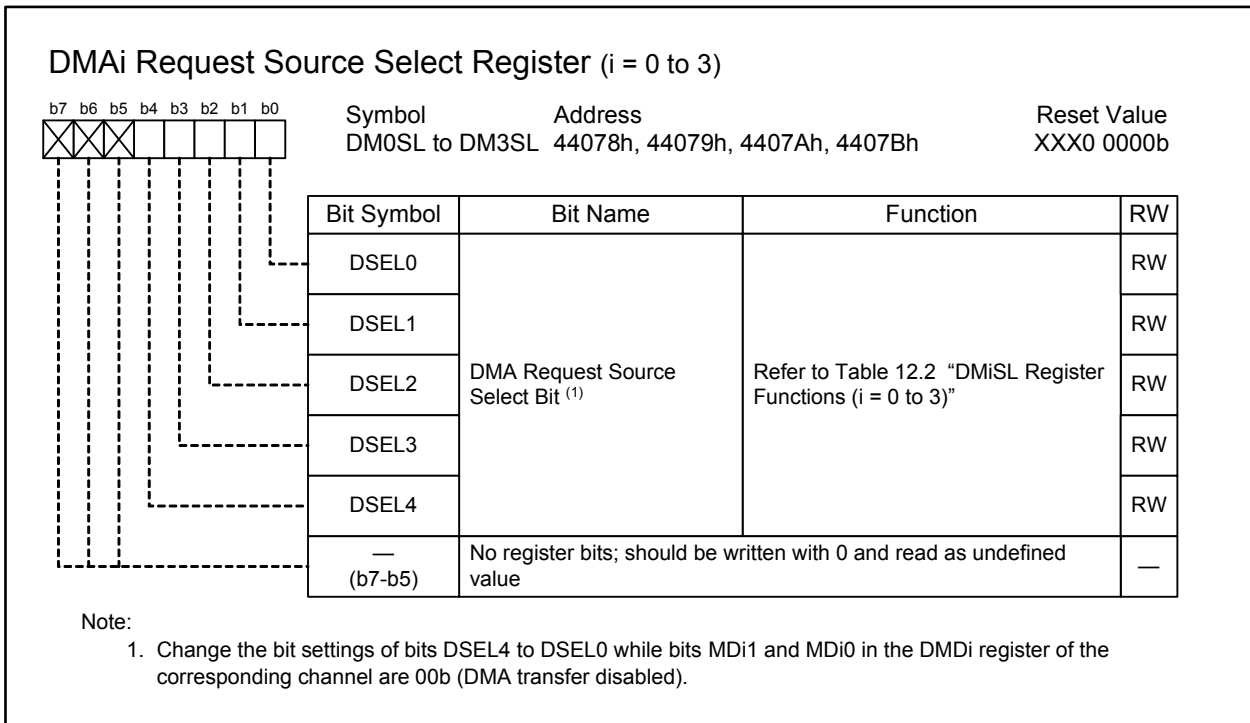 DMAi Request Source Select Register (i = 0 to 3)
b7 b6 b5 b4 b3 b2 b1 b0
Symbol Address Reset Value
DM0SL to DM3SL 44078h, 44079h, 4407Ah, 4407Bh XXX0 0000b
Bit Symbol Bit Name Function RW
DSEL0 RW
DSEL1 RW
DSEL2 RW
DMA Request Source
Select Bit (1)
Refer to Table 12.2 “DMiSL Register
Functions (i = 0 to 3)”
DSEL3 RW
DSEL4 RW
—
(b7-b5)
No register bits; should be written with 0 and read as undefined
value
—
Note:
1. Change the bit settings of bits DSEL4 to DSEL0 while bits MDi1 and MDi0 in the DMDi register of the
corresponding channel are 00b (DMA transfer disabled).